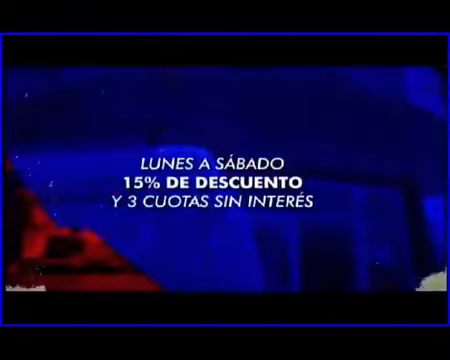 LUNES A SÁBADO
15% DE DESCUENTO
Y 3 CUOTAS SIN INTERÉS